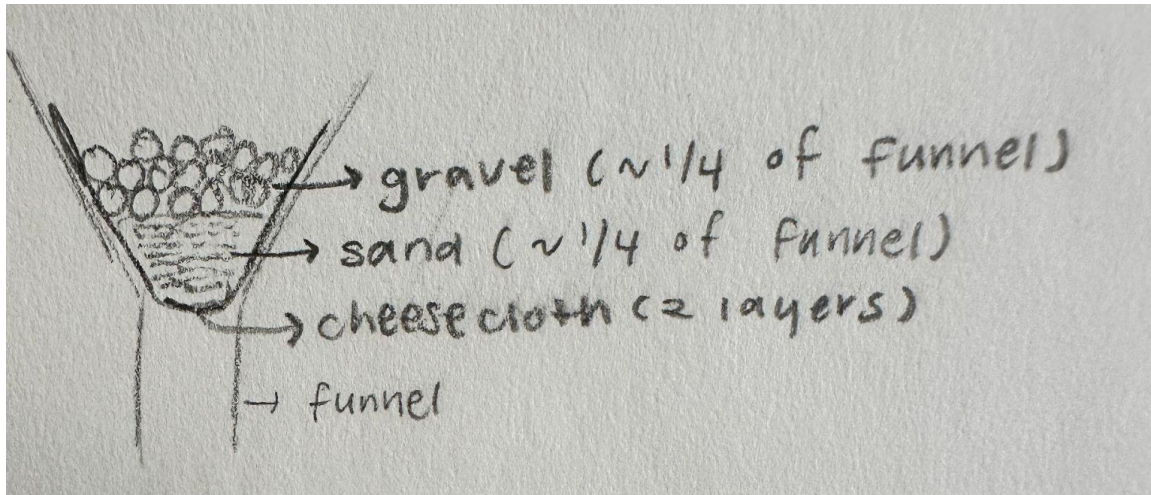 gravel (~1/4 of funnel)
sand (~1/4 of funnel)
cheesecloth (2 layers)
funnel